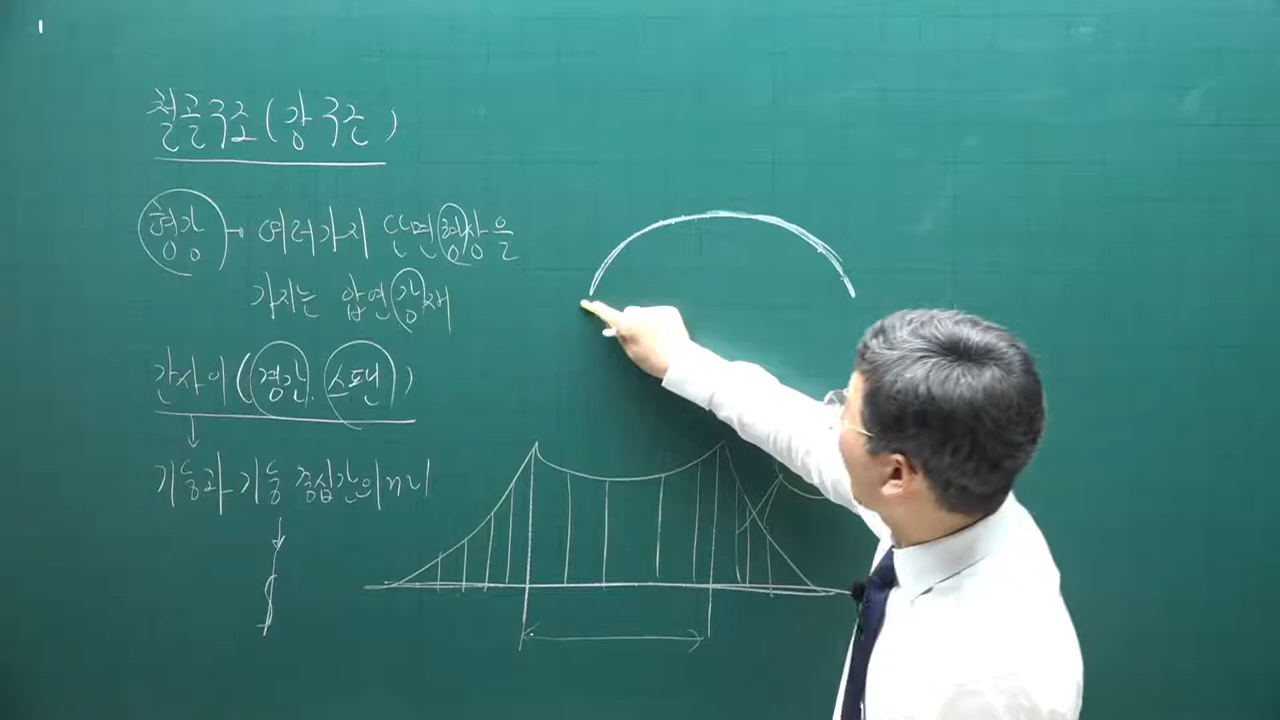 철골구조(강구조)
형강 → 여러가지 단면형상을
가지는 압연강재
간사이(경간, 스팬)
기둥과 기둥 중심간의